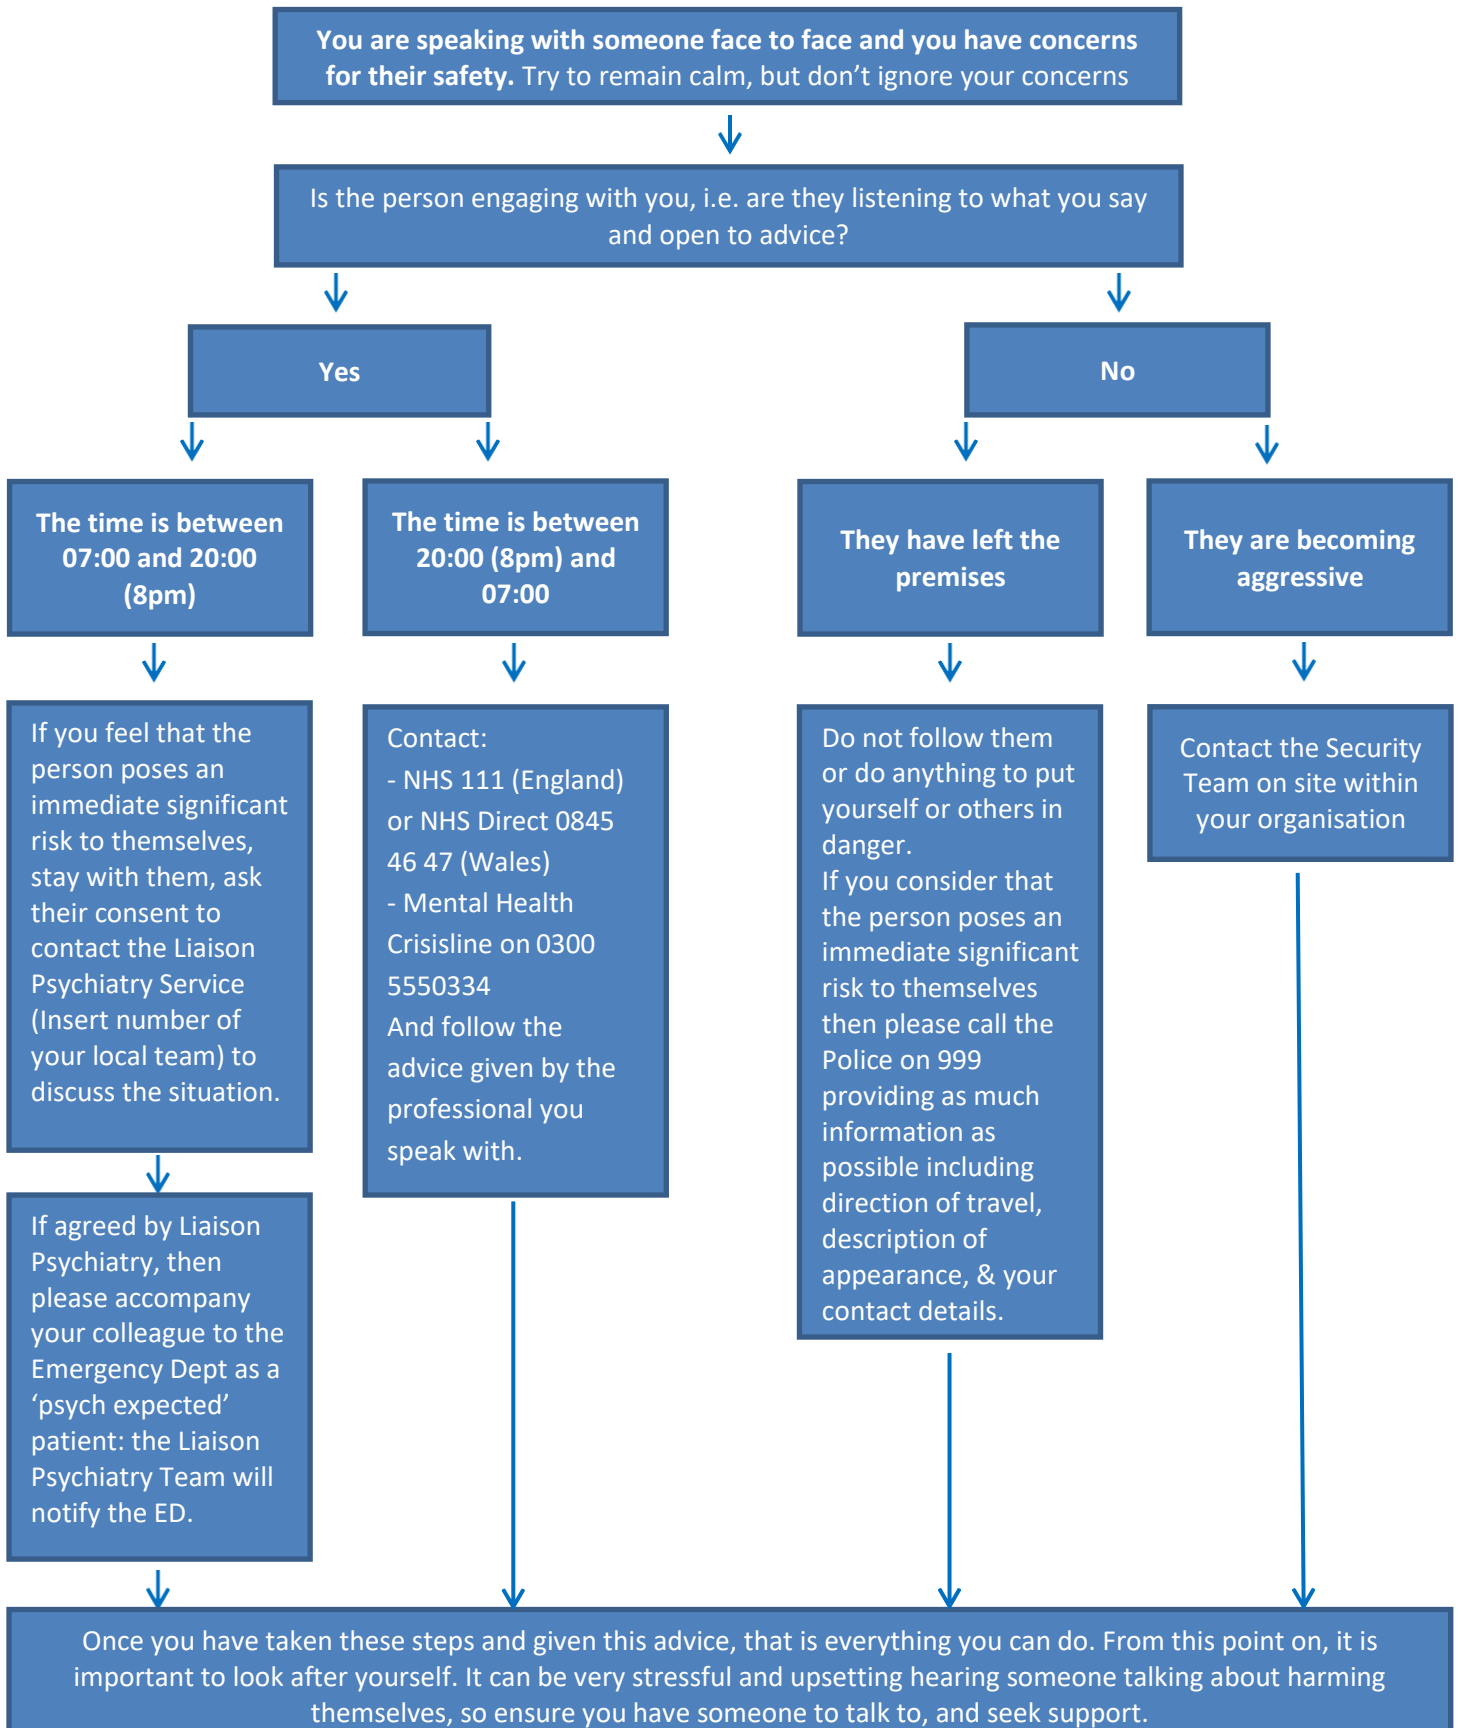 You are speaking with someone face to face and you have concerns
for their safety. Try to remain calm, but don’t ignore your concerns
Is the person engaging with you, i.e. are they listening to what you say
and open to advice?
Yes
No
The time is between
07:00 and 20:00
(8pm)
The time is between
20:00 (8pm) and
07:00
They have left the
premises
They are becoming
aggressive
If you feel that the
person poses an
immediate significant
risk to themselves,
stay with them, ask
their consent to
contact the Liaison
Psychiatry Service
(Insert number of
your local team) to
discuss the situation.
Contact:
- NHS 111 (England)
or NHS Direct 0845
46 47 (Wales)
- Mental Health
Crisisline on 0300
5550334
And follow the
advice given by the
professional you
speak with.
Do not follow them
or do anything to put
yourself or others in
danger.
If you consider that
the person poses an
immediate significant
risk to themselves
then please call the
Police on 999
providing as much
information as
possible including
direction of travel,
description of
appearance, & your
contact details.
Contact the Security
Team on site within
your organisation
If agreed by Liaison
Psychiatry, then
please accompany
your colleague to the
Emergency Dept as a
‘psych expected’
patient: the Liaison
Psychiatry Team will
notify the ED.
Once you have taken these steps and given this advice, that is everything you can do. From this point on, it is
important to look after yourself. It can be very stressful and upsetting hearing someone talking about harming
themselves, so ensure you have someone to talk to, and seek support.